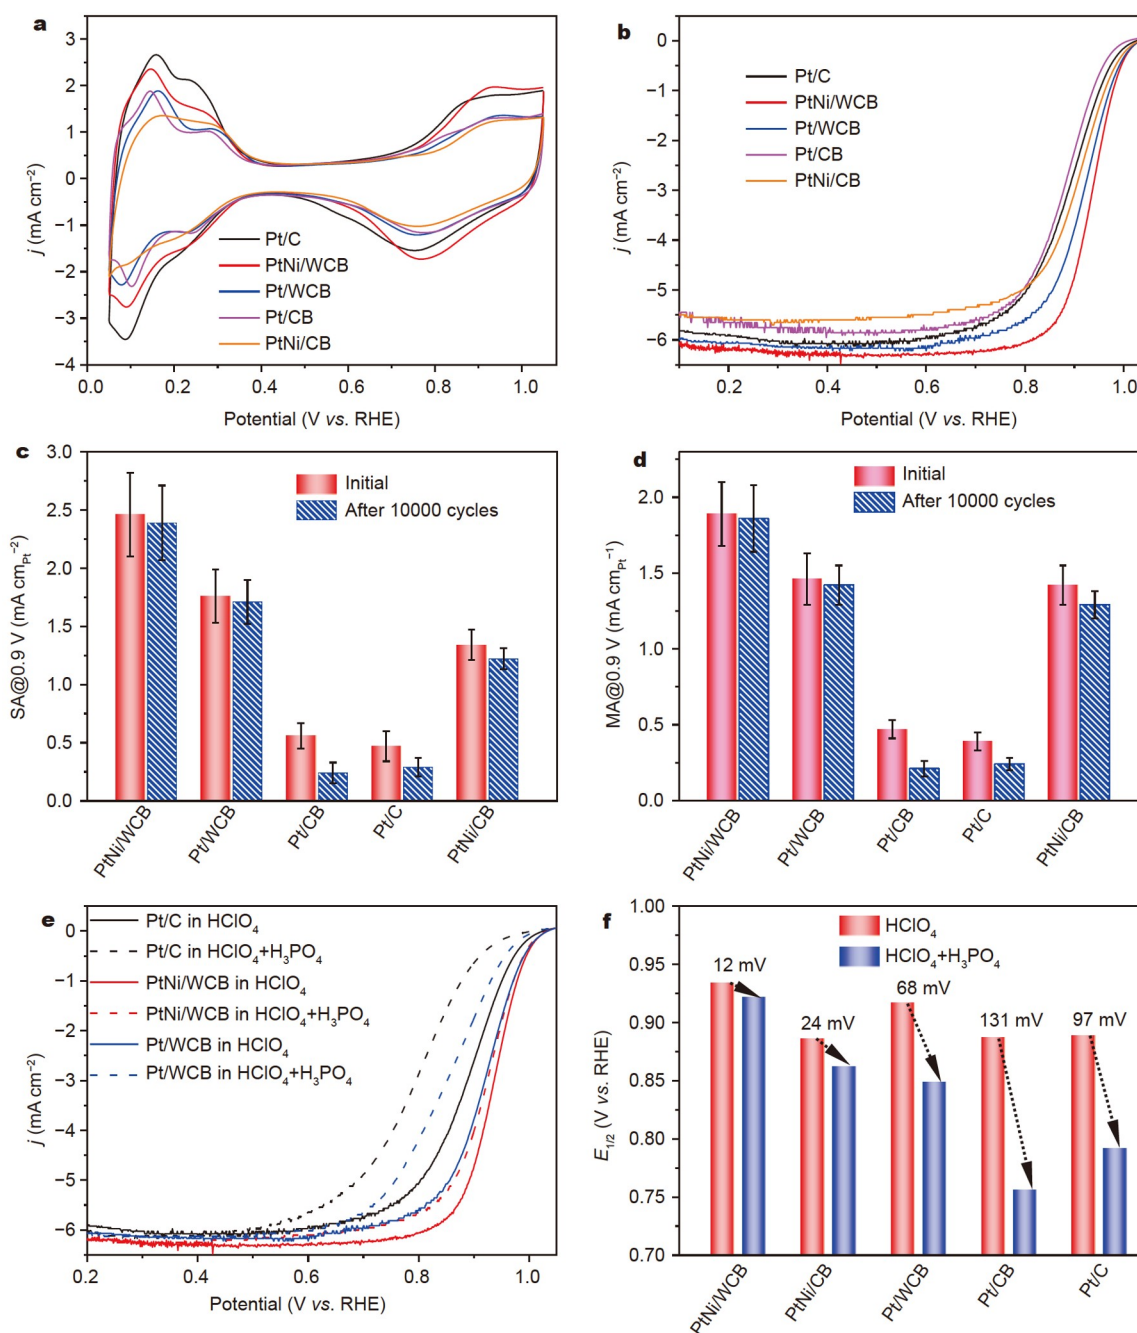 a
3
2
1
0
−1
−2
−3
−4
j (mA cm⁻²)
Pt/C
PtNi/WCB
Pt/WCB
Pt/CB
PtNi/CB
0.0 0.2 0.4 0.6 0.8 1.0
Potential (V vs. RHE)
b
0
−1
−2
−3
−4
−5
−6
j (mA cm⁻²)
Pt/C
PtNi/WCB
Pt/WCB
Pt/CB
PtNi/CB
0.2 0.4 0.6 0.8 1.0
Potential (V vs. RHE)
c
3.0
2.5
2.0
1.5
1.0
0.5
0.0
SA@0.9 V (mA cm_Pt⁻²)
Initial
After 10000 cycles
PtNi/WCB Pt/WCB Pt/CB Pt/C PtNi/CB
d
2.0
1.5
1.0
0.5
0.0
MA@0.9 V (mA cm_Pt⁻¹)
Initial
After 10000 cycles
PtNi/WCB Pt/WCB Pt/CB Pt/C PtNi/CB
e
0
−1
−2
−3
−4
−5
−6
j (mA cm⁻²)
Pt/C in HClO₄
Pt/C in HClO₄+H₃PO₄
PtNi/WCB in HClO₄
PtNi/WCB in HClO₄+H₃PO₄
Pt/WCB in HClO₄
Pt/WCB in HClO₄+H₃PO₄
0.2 0.4 0.6 0.8 1.0
Potential (V vs. RHE)
f
1.00
0.95
0.90
0.85
0.80
0.75
0.70
E₁/₂ (V vs. RHE)
HClO₄
HClO₄+H₃PO₄
12 mV
24 mV
68 mV
131 mV
97 mV
PtNi/WCB PtNi/CB Pt/WCB Pt/CB Pt/C